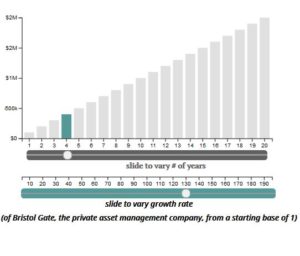 $2M
$2M
$1M
500k
$0
1 2 3 4 5 6 7 8 9 10 11 12 13 14 15 16 17 18 19 20
slide to vary # of years
10 20 30 40 50 60 70 80 90 100 110 120 130 140 150 160 170 180 190
slide to vary growth rate
(of Bristol Gate, the private asset management company, from a starting base of 1)